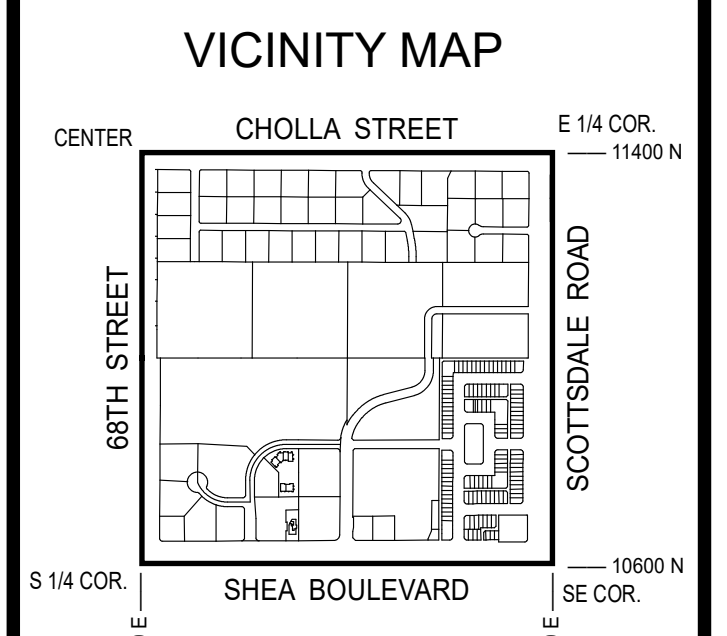 VICINITY MAP
CHOLLA STREET
E 1/4 COR.
CENTER
11400 N
68TH STREET
SCOTTSDALE ROAD
10600 N
S 1/4 COR.
SHEA BOULEVARD
SE COR.
E
E